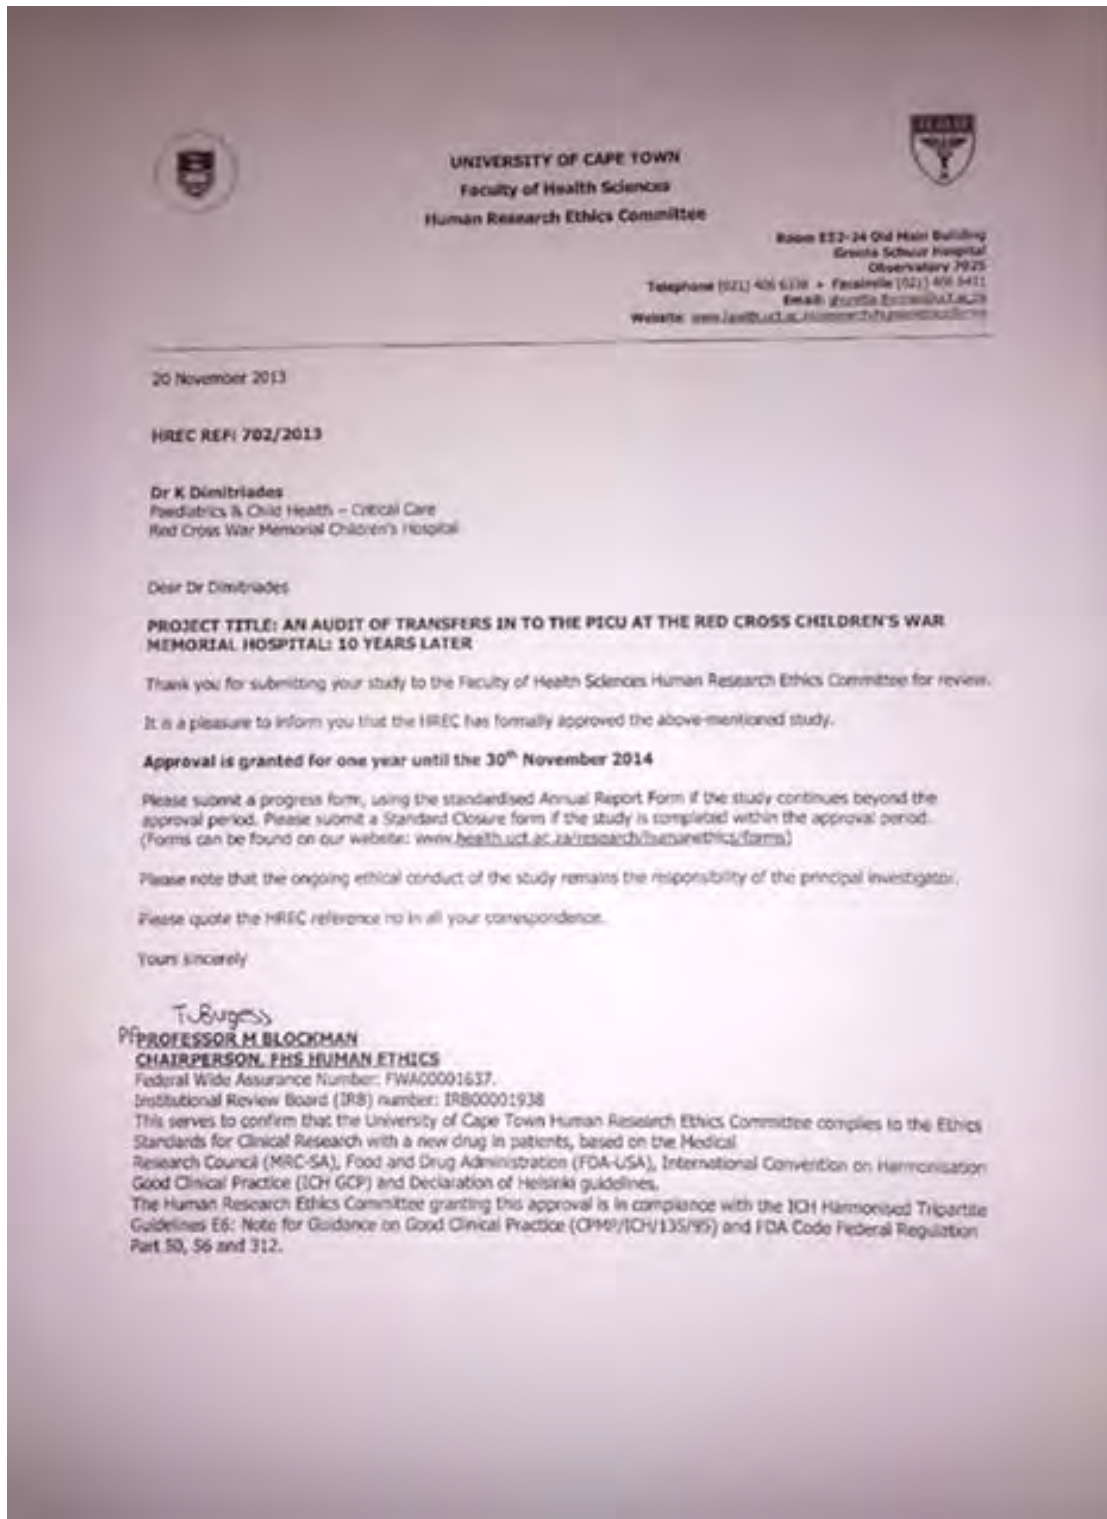 UNIVERSITY OF CAPE TOWN
Faculty of Health Sciences
Human Research Ethics Committee
Room E52-24 Old Main Building
Groote Schuur Hospital
Observatory 7925
Telephone [021] 406 6338 • Facsimile [021] 406 6411
Email:
Website:
20 November 2013
HREC REF: 702/2013
Dr K Dimitriades
Paediatrics & Child Health – Critical Care
Red Cross War Memorial Children's Hospital
Dear Dr Dimitriades
PROJECT TITLE: AN AUDIT OF TRANSFERS IN TO THE PICU AT THE RED CROSS CHILDREN'S WAR
MEMORIAL HOSPITAL: 10 YEARS LATER
Thank you for submitting your study to the Faculty of Health Sciences Human Research Ethics Committee for review.
It is a pleasure to inform you that the HREC has formally approved the above-mentioned study.
Approval is granted for one year until the 30th November 2014
Please submit a progress form, using the standardised Annual Report Form if the study continues beyond the
approval period. Please submit a Standard Closure form if the study is completed within the approval period.
(Forms can be found on our website: www.health.uct.ac.za/research/humanethics/forms)
Please note that the ongoing ethical conduct of the study remains the responsibility of the principal investigator.
Please quote the HREC reference no in all your correspondence.
Yours sincerely
T. Burgess
PP PROFESSOR M BLOCKMAN
CHAIRPERSON, FHS HUMAN ETHICS
Federal Wide Assurance Number: FWA00001637.
Institutional Review Board (IRB) number: IRB00001938
This serves to confirm that the University of Cape Town Human Research Ethics Committee complies to the Ethics
Standards for Clinical Research with a new drug in patients, based on the Medical
Research Council (MRC-SA), Food and Drug Administration (FDA-USA), International Convention on Harmonisation
Good Clinical Practice (ICH GCP) and Declaration of Helsinki guidelines.
The Human Research Ethics Committee granting this approval is in compliance with the ICH Harmonised Tripartite
Guidelines E6: Note for Guidance on Good Clinical Practice (CPMP/ICH/135/95) and FDA Code Federal Regulation
Part 50, 56 and 312.